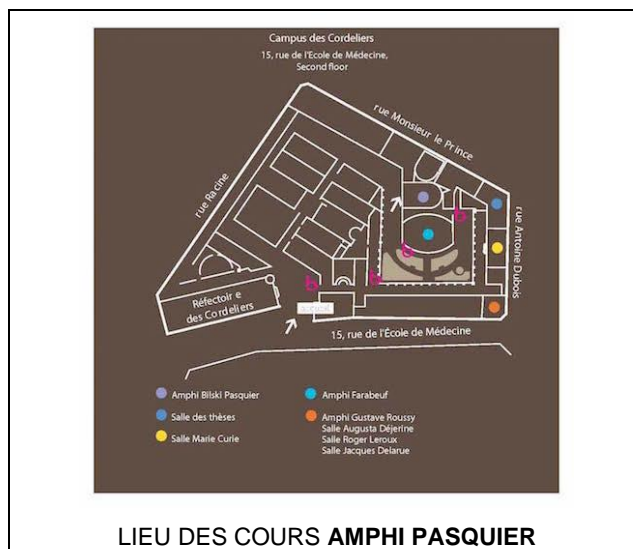 Campus des Cordeliers
15, rue de l'Ecole de Médecine,
Second floor
rue Monsieur le Prince
rue Racine
rue Antoine Dubois
Réfectoir e
des Cordeliers
15, rue de l'École de Médecine
Amphi Bilski Pasquier
Salle des thèses
Salle Marie Curie
Amphi Farabeuf
Amphi Gustave Roussy
Salle Augusta Déjerine
Salle Roger Leroux
Salle Jacques Delarue
LIEU DES COURS AMPHI PASQUIER